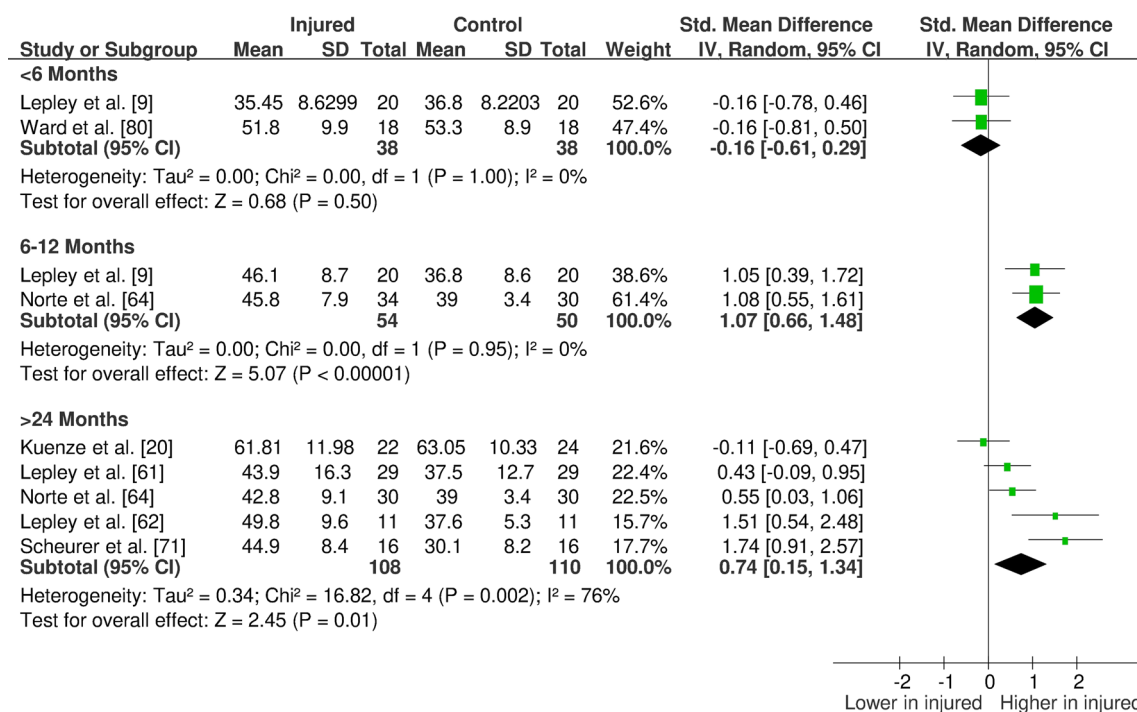 Injured Control Std. Mean Difference Std. Mean Difference
Study or Subgroup Mean SD Total Mean SD Total Weight IV, Random, 95% CI IV, Random, 95% CI
<6 Months
Lepley et al. [9] 35.45 8.6299 20 36.8 8.2203 20 52.6% -0.16 [-0.78, 0.46]
Ward et al. [80] 51.8 9.9 18 53.3 8.9 18 47.4% -0.16 [-0.81, 0.50]
Subtotal (95% CI) 38 38 100.0% -0.16 [-0.61, 0.29]
Heterogeneity: Tau² = 0.00; Chi² = 0.00, df = 1 (P = 1.00); I² = 0%
Test for overall effect: Z = 0.68 (P = 0.50)
6-12 Months
Lepley et al. [9] 46.1 8.7 20 36.8 8.6 20 38.6% 1.05 [0.39, 1.72]
Norte et al. [64] 45.8 7.9 34 39 3.4 30 61.4% 1.08 [0.55, 1.61]
Subtotal (95% CI) 54 50 100.0% 1.07 [0.66, 1.48]
Heterogeneity: Tau² = 0.00; Chi² = 0.00, df = 1 (P = 0.95); I² = 0%
Test for overall effect: Z = 5.07 (P < 0.00001)
>24 Months
Kuenze et al. [20] 61.81 11.98 22 63.05 10.33 24 21.6% -0.11 [-0.69, 0.47]
Lepley et al. [61] 43.9 16.3 29 37.5 12.7 29 22.4% 0.43 [-0.09, 0.95]
Norte et al. [64] 42.8 9.1 30 39 3.4 30 22.5% 0.55 [0.03, 1.06]
Lepley et al. [62] 49.8 9.6 11 37.6 5.3 11 15.7% 1.51 [0.54, 2.48]
Scheurer et al. [71] 44.9 8.4 16 30.1 8.2 16 17.7% 1.74 [0.91, 2.57]
Subtotal (95% CI) 108 110 100.0% 0.74 [0.15, 1.34]
Heterogeneity: Tau² = 0.34; Chi² = 16.82, df = 4 (P = 0.002); I² = 76%
Test for overall effect: Z = 2.45 (P = 0.01)
-2 -1 0 1 2
Lower in injured Higher in injured